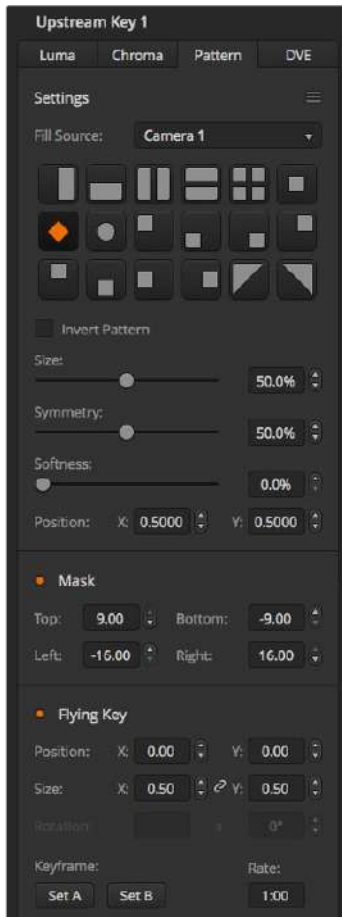 Upstream Key 1
Luma Chroma Pattern DVE
Settings
Fill Source: Camera 1
Invert Pattern
Size:
50.0%
Symmetry:
50.0%
Softness:
0.0%
Position: X: 0.5000 Y: 0.5000
Mask
Top: 9.00 Bottom: -9.00
Left: -16.00 Right: 16.00
Flying Key
Position: X: 0.00 Y: 0.00
Size: X: 0.50 Y: 0.50
Rotation: 0°
Keyframe: Rate:
Set A Set B 1:00